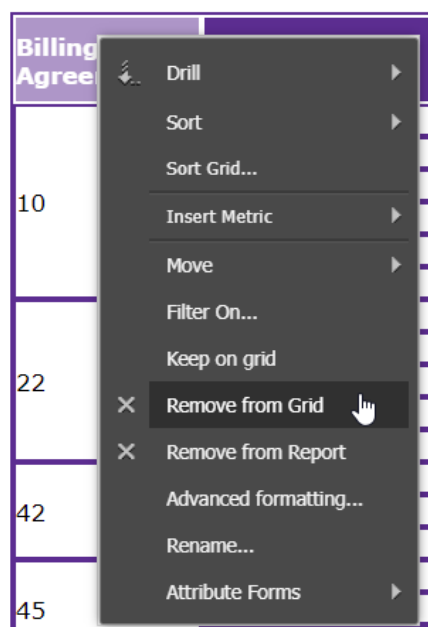 Billing
Agree
Drill
Sort
Sort Grid...
10
Insert Metric
Move
Filter On...
Keep on grid
22
Remove from Grid
Remove from Report
Advanced formatting...
42
Rename...
Attribute Forms
45